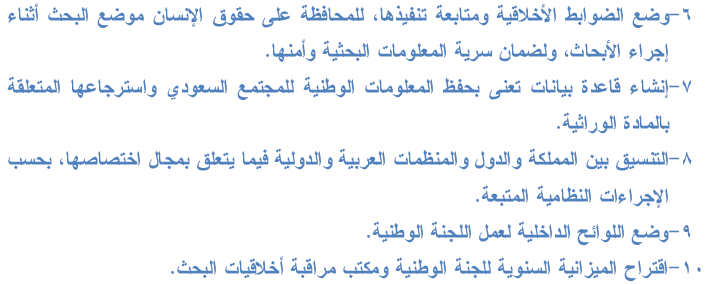 ٦-وضع الضوابط الأخلاقية ومتابعة تنفيذها، للمحافظة على حقوق الإنسان موضع البحث أثناء
إجراء الأبحاث، ولضمان سرية المعلومات البحثية وأمنها.
٧-إنشاء قاعدة بيانات تعنى بحفظ المعلومات الوطنية للمجتمع السعودي واسترجاعها المتعلقة
بالمادة الوراثية.
٨-التنسيق بين المملكة والدول والمنظمات العربية والدولية فيما يتعلق بمجال اختصاصها، بحسب
الإجراءات النظامية المتبعة.
٩-وضع اللوائح الداخلية لعمل اللجنة الوطنية.
١٠-اقتراح الميزانية السنوية للجنة الوطنية ومكتب مراقبة أخلاقيات البحث.